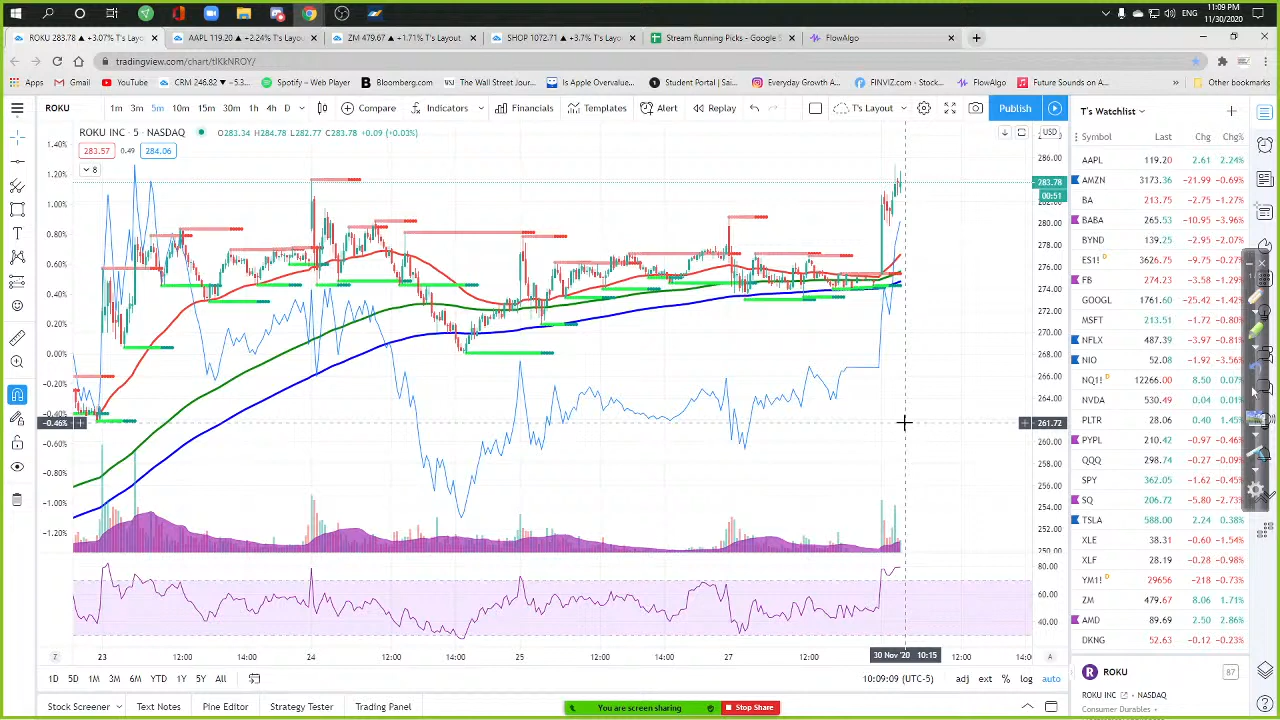 ENG 11:09 PM 11/30/2020
ROKU 283.78 ▲ +3.07% T's Layo
AAPL 119.20 ▲ +2.24% T's Layou
ZM 479.67 ▲ +1.71% T's Layout
SHOP 1072.71 ▲ +3.7% T's Layo
Stream Running Picks - Google S
FlowAlgo
tradingview.com/chart/tIKkNROY/
Apps Gmail YouTube CRM 246.82 ▼ −5.3... Spotify – Web Player Bloomberg.com The Wall Street Jour... Is Apple Overvalue... Student Portal | Sai... Everyday con Amazo... FINVIZ.com - Stock... FlowAlgo Future Sounds on A... Other bookmarks
ROKU 1m 3m 5m 10m 15m 30m 1h 4h D Compare Indicators Financials Templates Alert Replay T's Layout Publish
T's Watchlist
ROKU INC · 5 · NASDAQ O283.34 H284.78 L282.77 C283.78 +0.09 (+0.03%)
283.57 0.49 284.06
8
USD
Symbol Last Chg Chg%
AAPL 119.20 2.61 2.24%
AMZN 3173.36 -21.99 -0.69%
BA 213.75 -2.75 -1.27%
BABA 265.53 -10.95 -3.96%
BYND 139.25 -2.95 -2.07%
ES1! D 3626.75 -9.75 -0.27%
FB 274.23 -3.58 -1.29%
GOOGL 1761.60 -25.42 -1.42%
MSFT 213.51 -1.72 -0.80%
NFLX 487.39 -3.97 -0.81%
NIO 52.08 -1.92 -3.56%
NQ1! D 12266.00 8.50 0.07%
NVDA 530.49 0.04 0.01%
PLTR 28.06 0.40 1.45%
PYPL 210.42 -0.97 -0.46%
QQQ 298.74 -0.27 -0.09%
SPY 362.05 -1.62 -0.45%
SQ 206.72 -5.80 -2.73%
TSLA 588.00 2.24 0.38%
XLE 38.31 -0.60 -1.54%
XLF 28.19 -0.28 -0.98%
YM1! D 29656 -218 -0.73%
ZM 479.67 8.06 1.71%
AMD 89.69 2.50 2.86%
DKNG 52.63 -0.12 -0.23%
1.40%
1.20%
1.00%
0.80%
0.60%
0.40%
0.20%
0.00%
−0.20%
−0.40%
−0.46%
−0.60%
−0.80%
−1.00%
−1.20%
286.00
283.78
00:51
282.00
280.00
278.00
276.00
274.00
272.00
270.00
268.00
266.00
264.00
261.72
260.00
258.00
256.00
254.00
252.00
250.00
80.00
60.00
40.00
23 12:00 14:00 24 12:00 14:00 25 12:00 14:00 27 12:00 30 Nov '20 10:15 12:00 14:0
1D 5D 1M 3M 6M YTD 1Y 5Y All
10:09:09 (UTC-5) adj ext % log auto
ROKU 87
ROKU INC NASDAQ
Consumer Durables
Stock Screener Text Notes Pine Editor Strategy Tester Trading Panel
You are screen sharing Stop Share